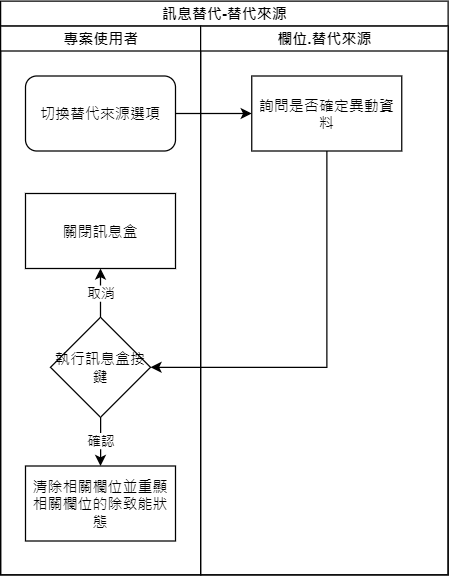 訊息替代-替代來源
專案使用者
欄位.替代來源
切換替代來源選項
詢問是否確定異動資
料
關閉訊息盒
取消
執行訊息盒按
鍵
確認
清除相關欄位並重顯
相關欄位的除致能狀
態